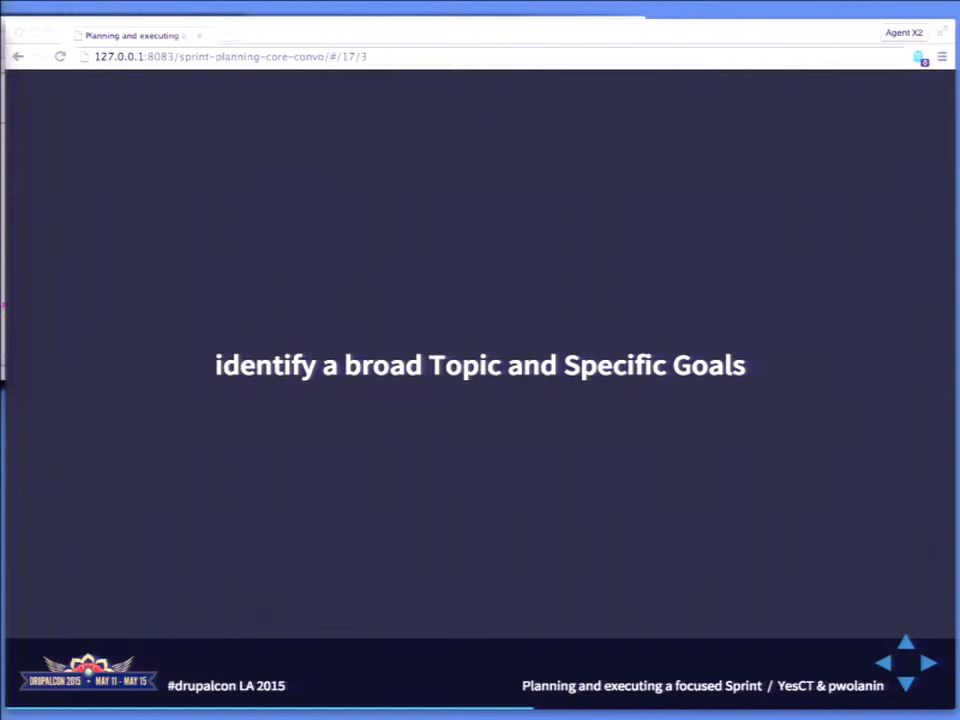 Planning and executing a
Agent X2
127.0.0.1:8083/sprint-planning-core-convo/#/17/3
identify a broad Topic and Specific Goals
DRUPALCON 2015 • MAY 11 - MAY 15
#drupalcon LA 2015
Planning and executing a focused Sprint / YesCT & pwolanin